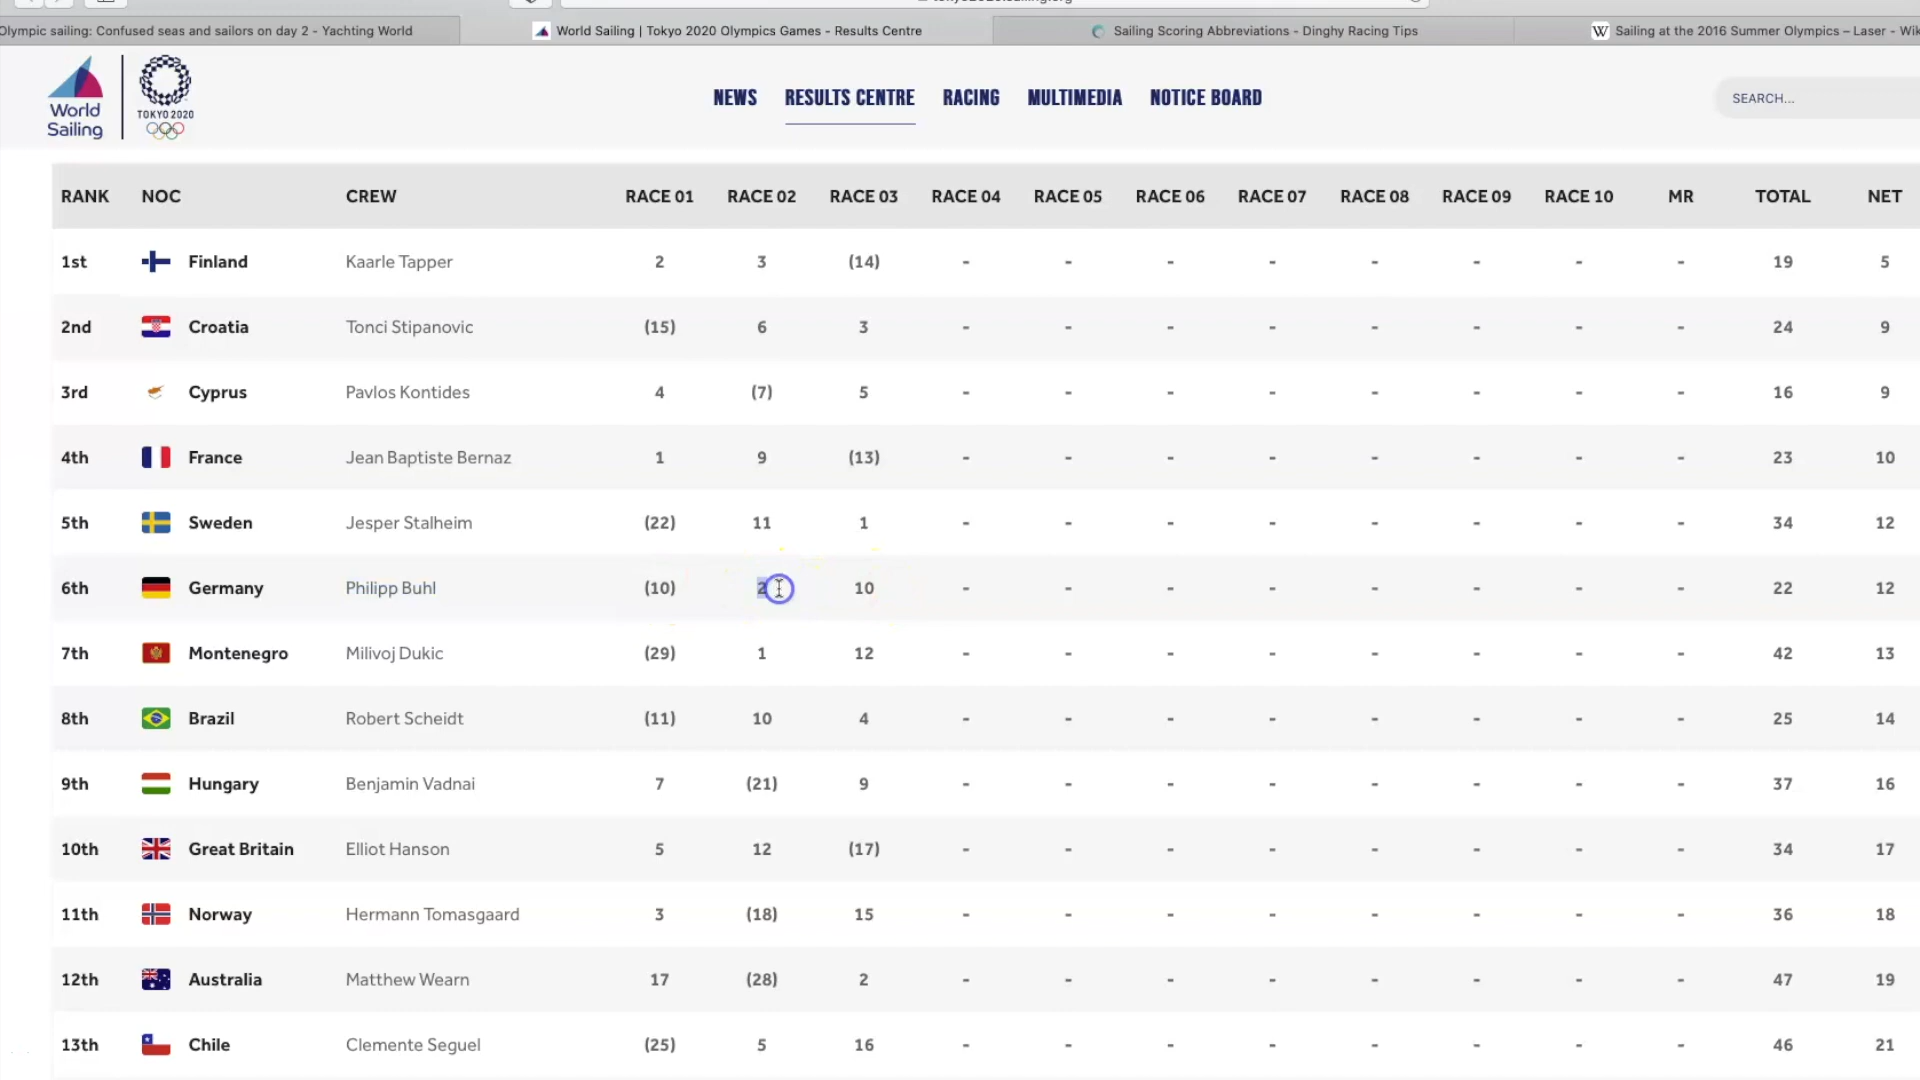 Olympic sailing: Confused seas and sailors on day 2 - Yachting World
World Sailing | Tokyo 2020 Olympics Games - Results Centre
Sailing Scoring Abbreviations - Dinghy Racing Tips
W Sailing at the 2016 Summer Olympics – Laser - Wik
World Sailing
TOKYO 2020
NEWS RESULTS CENTRE RACING MULTIMEDIA NOTICE BOARD
SEARCH...
RANK NOC CREW RACE 01 RACE 02 RACE 03 RACE 04 RACE 05 RACE 06 RACE 07 RACE 08 RACE 09 RACE 10 MR TOTAL NET
1st Finland Kaarle Tapper 2 3 (14) - - - - - - - - 19 5
2nd Croatia Tonci Stipanovic (15) 6 3 - - - - - - - - 24 9
3rd Cyprus Pavlos Kontides 4 (7) 5 - - - - - - - - 16 9
4th France Jean Baptiste Bernaz 1 9 (13) - - - - - - - - 23 10
5th Sweden Jesper Stalheim (22) 11 1 - - - - - - - - 34 12
6th Germany Philipp Buhl (10) 2 10 - - - - - - - - 22 12
7th Montenegro Milivoj Dukic (29) 1 12 - - - - - - - - 42 13
8th Brazil Robert Scheidt (11) 10 4 - - - - - - - - 25 14
9th Hungary Benjamin Vadnai 7 (21) 9 - - - - - - - - 37 16
10th Great Britain Elliot Hanson 5 12 (17) - - - - - - - - 34 17
11th Norway Hermann Tomasgaard 3 (18) 15 - - - - - - - - 36 18
12th Australia Matthew Wearn 17 (28) 2 - - - - - - - - 47 19
13th Chile Clemente Seguel (25) 5 16 - - - - - - - - 46 21